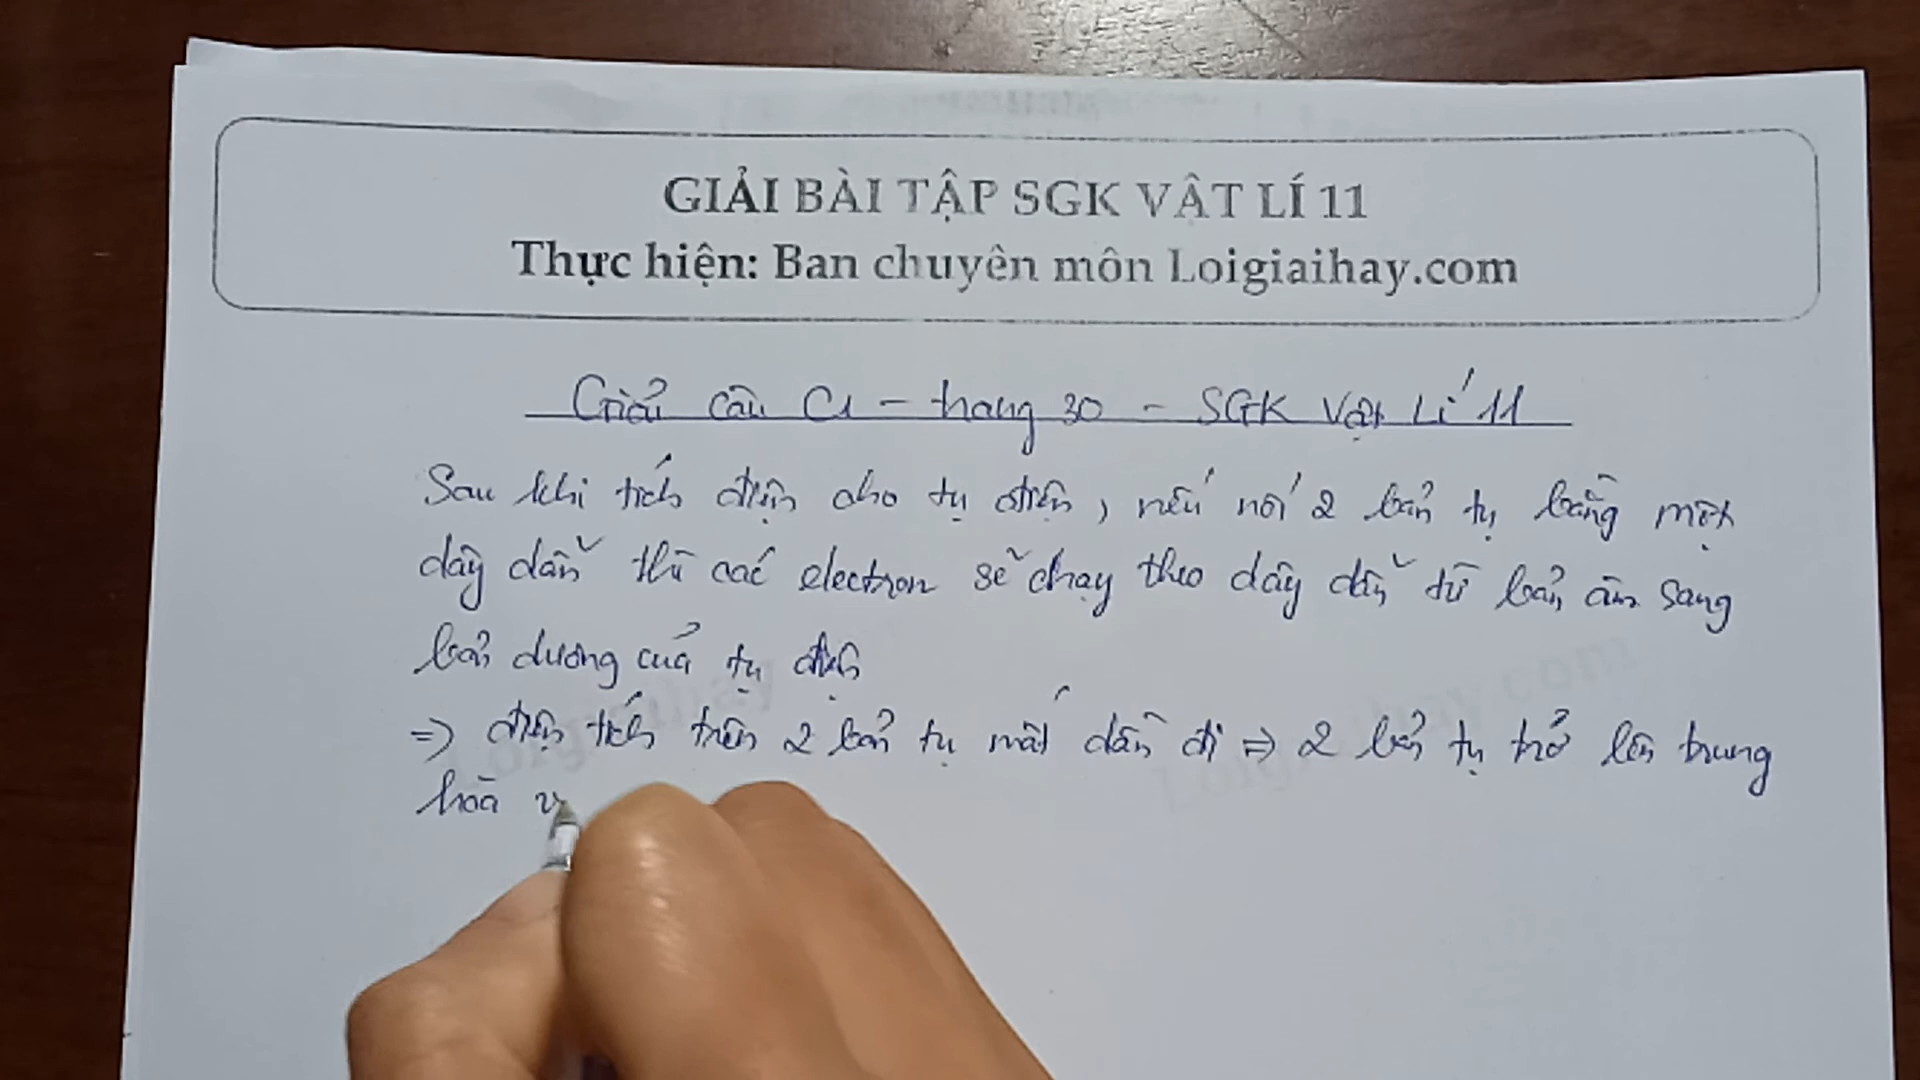 GIẢI BÀI TẬP SGK VẬT LÍ 11
Thực hiện: Ban chuyên môn Loigiaihay.com
Giải câu C1 - trang 30 - SGK Vật Lí 11
Sau khi tích điện cho tụ điện, nếu nối 2 bản tụ bằng một
dây dẫn thì các electron sẽ chạy theo dây dẫn từ bản âm sang
bản dương của tụ điện
=> điện tích trên 2 bản tụ mất dần đi => 2 bản tụ trở lên trung
hoà v